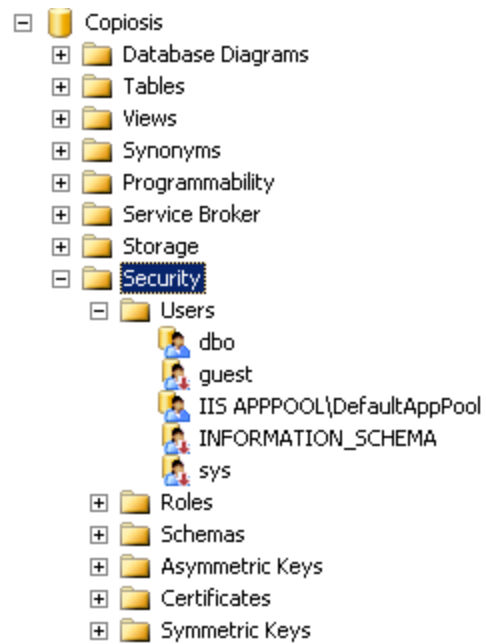 Copiosis
Database Diagrams
Tables
Views
Synonyms
Programmability
Service Broker
Storage
Security
Users
dbo
guest
IIS APPPOOL\DefaultAppPool
INFORMATION_SCHEMA
sys
Roles
Schemas
Asymmetric Keys
Certificates
Symmetric Keys